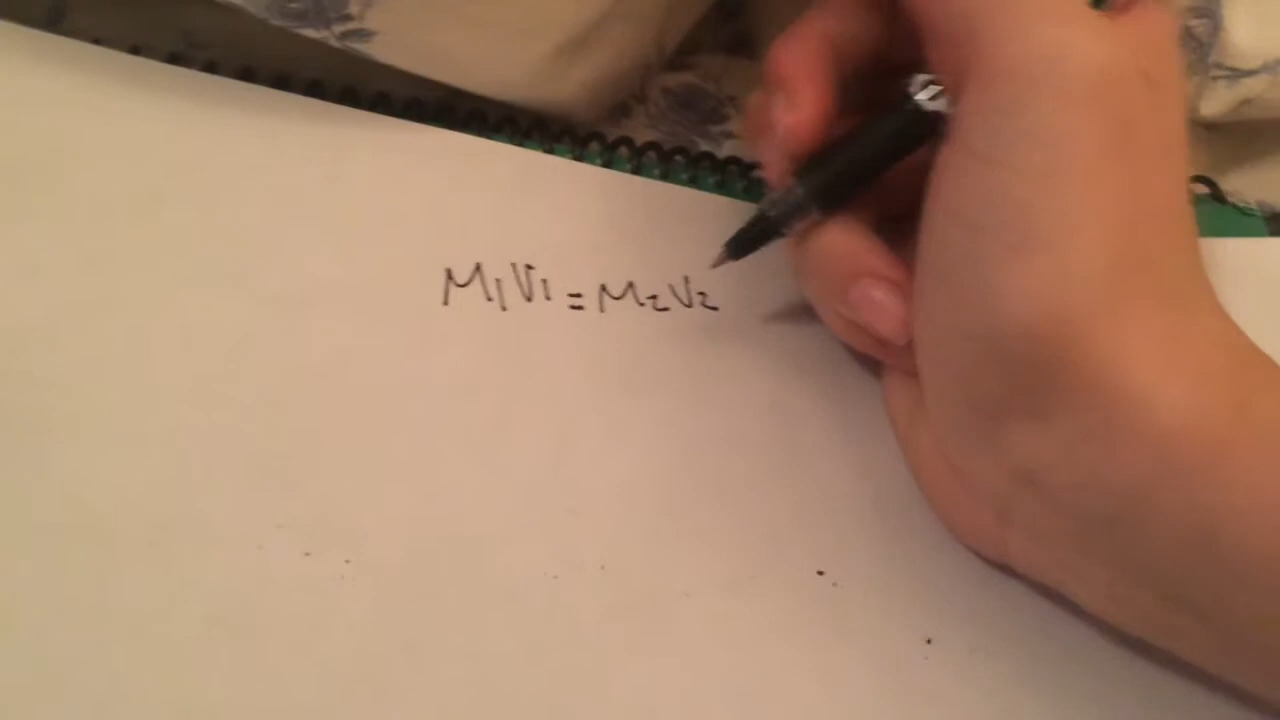 M₁V₁ = M₂V₂